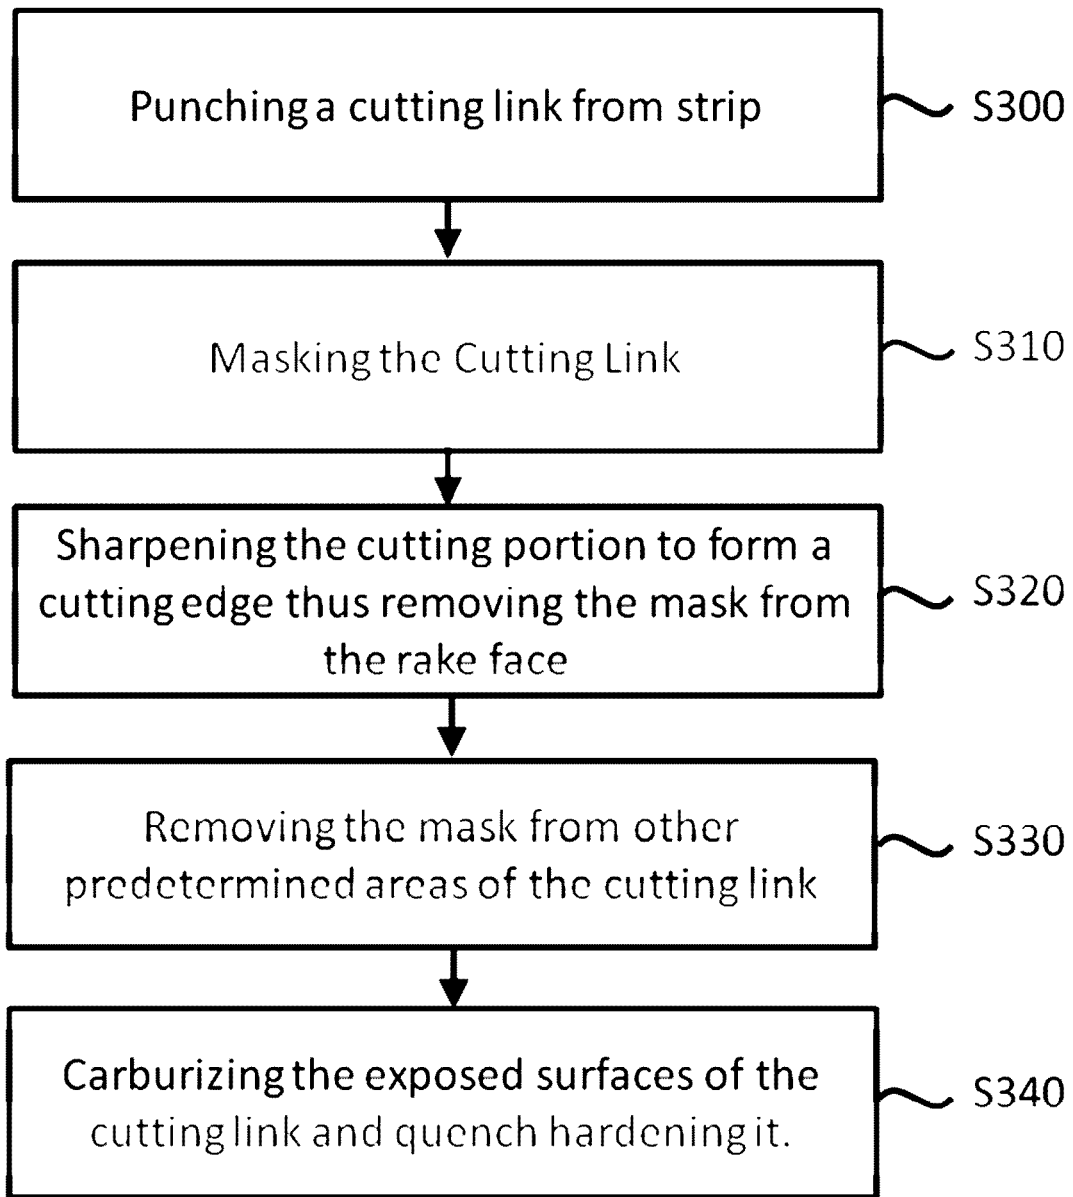 Punching a cutting link from strip
S300
Masking the Cutting Link
S310
Sharpening the cutting portion to form a
cutting edge thus removing the mask from
the rake face
S320
Removing the mask from other
predetermined areas of the cutting link
S330
Carburizing the exposed surfaces of the
cutting link and quench hardening it.
S340